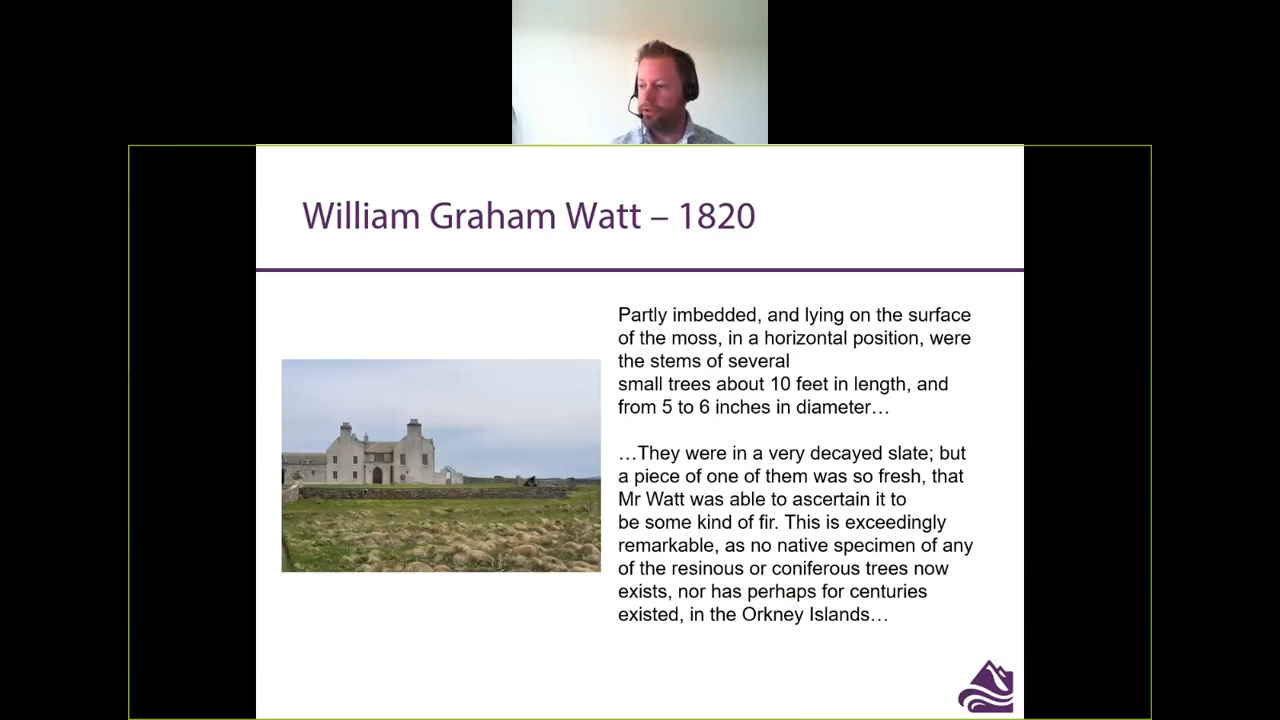 William Graham Watt – 1820
Partly imbedded, and lying on the surface
of the moss, in a horizontal position, were
the stems of several
small trees about 10 feet in length, and
from 5 to 6 inches in diameter…
…They were in a very decayed slate; but
a piece of one of them was so fresh, that
Mr Watt was able to ascertain it to
be some kind of fir. This is exceedingly
remarkable, as no native specimen of any
of the resinous or coniferous trees now
exists, nor has perhaps for centuries
existed, in the Orkney Islands…